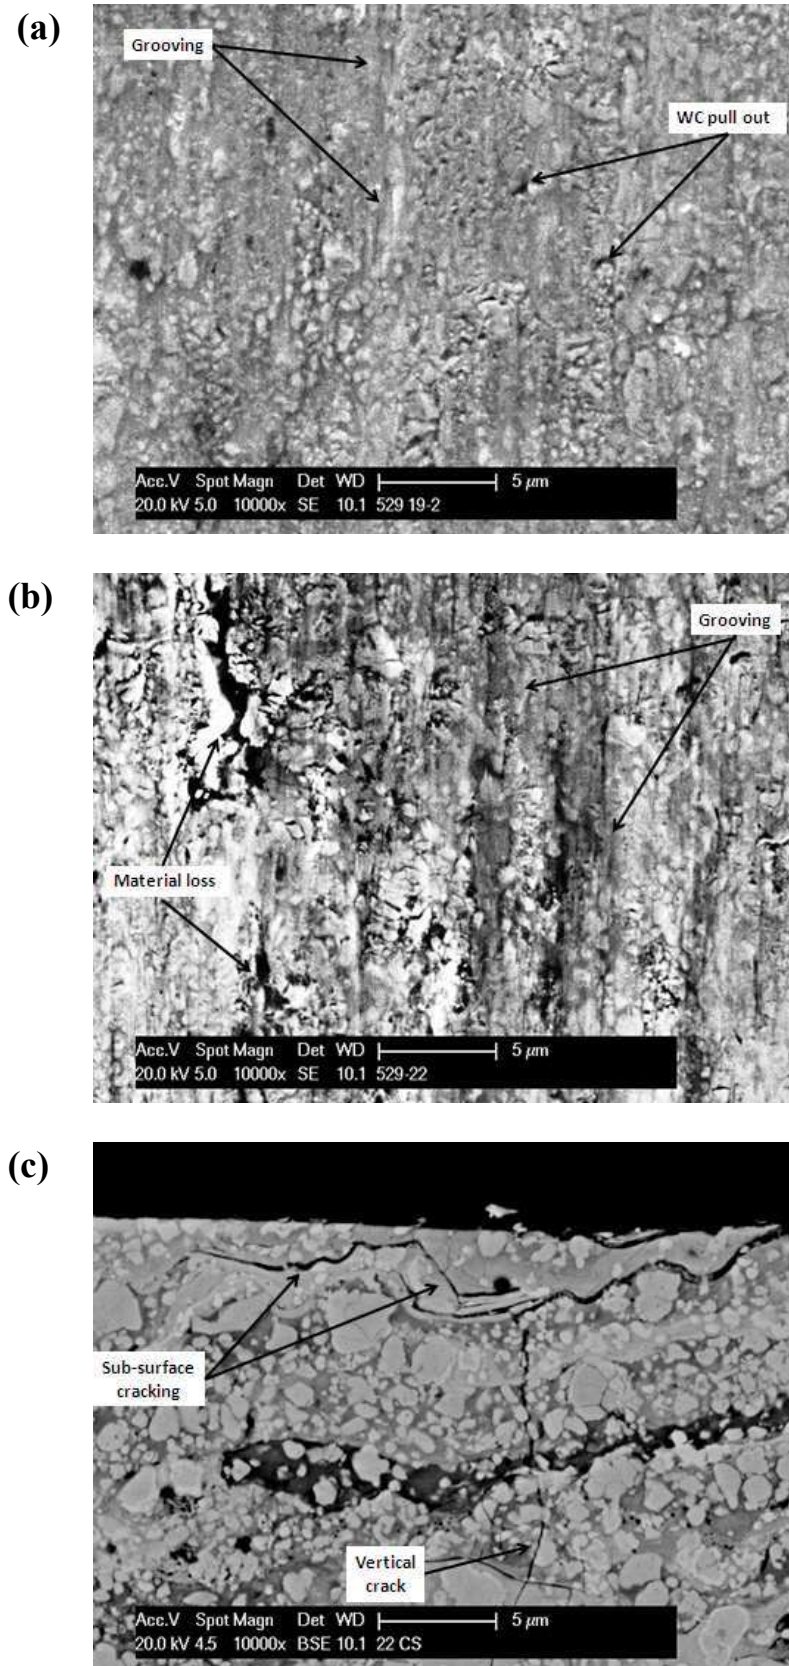 (a)
Grooving
WC pull out
Acc.V Spot Magn Det WD 5 µm
20.0 kV 5.0 10000x SE 10.1 529 19-2
(b)
Grooving
Material loss
Acc.V Spot Magn Det WD 5 µm
20.0 kV 5.0 10000x SE 10.1 529-22
(c)
Sub-surface
cracking
Vertical
crack
Acc.V Spot Magn Det WD 5 µm
20.0 kV 4.5 10000x BSE 10.1 22 CS